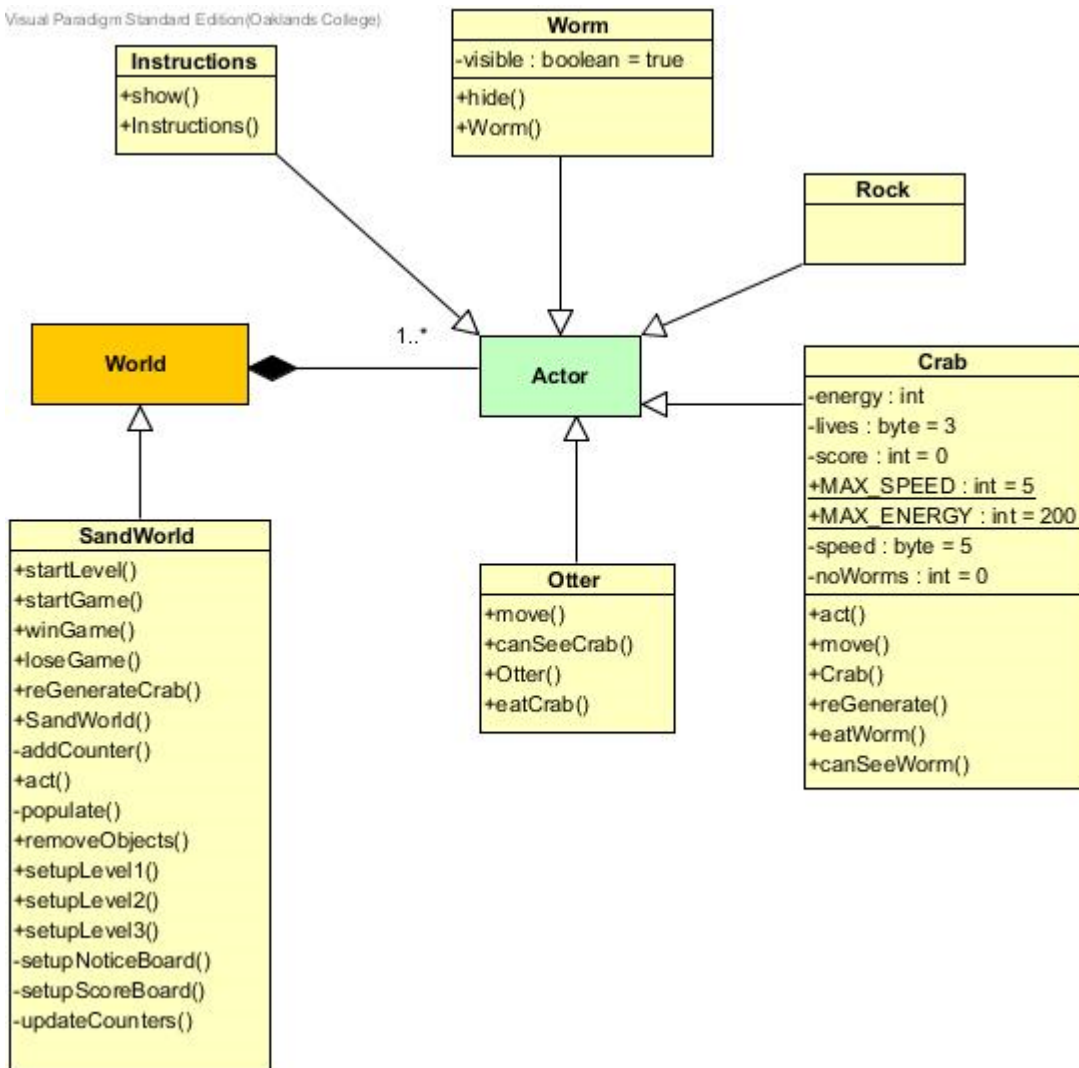 Visual Paradigm Standard Edition(Oaklands College)
Instructions
+show()
+Instructions()
Worm
-visible : boolean = true
+hide()
+Worm()
Rock
World
1..*
Actor
Crab
-energy : int
-lives : byte = 3
-score : int = 0
+MAX_SPEED : int = 5
+MAX_ENERGY : int = 200
-speed : byte = 5
-noWorms : int = 0
+act()
+move()
+Crab()
+reGenerate()
+eatWorm()
+canSeeWorm()
SandWorld
+startLevel()
+startGame()
+winGame()
+loseGame()
+reGenerateCrab()
+SandWorld()
-addCounter()
+act()
-populate()
+removeObjects()
+setupLevel1()
+setupLevel2()
+setupLevel3()
-setupNoticeBoard()
-setupScoreBoard()
-updateCounters()
Otter
+move()
+canSeeCrab()
+Otter()
+eatCrab()